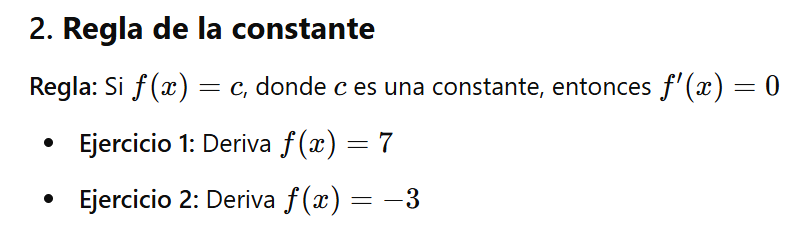 2. Regla de la constante
Regla: Si f(x) = c, donde c es una constante, entonces f′(x) = 0
• Ejercicio 1: Deriva f(x) = 7
• Ejercicio 2: Deriva f(x) = −3